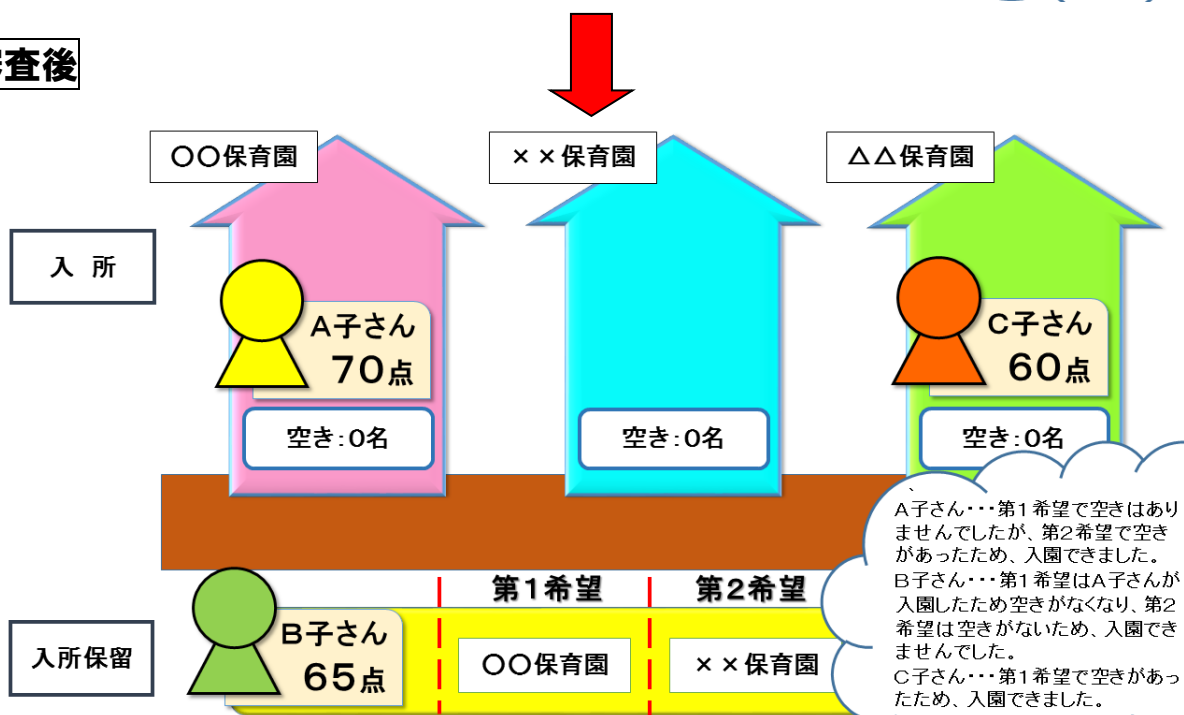 査後
〇〇保育園
××保育園
△△保育園
入 所
A子さん
70点
C子さん
60点
空き:0名
空き:0名
空き:0名
第1希望
第2希望
入所保留
B子さん
65点
〇〇保育園
××保育園
A子さん・・・第1希望で空きはあり
ませんでしたが、第2希望で空き
があったため、入園できました。
B子さん・・・第1希望はA子さんが
入園したため空きがなくなり、第2
希望は空きがないため、入園でき
ませんでした。
C子さん・・・第1希望で空きがあっ
たため、入園できました。